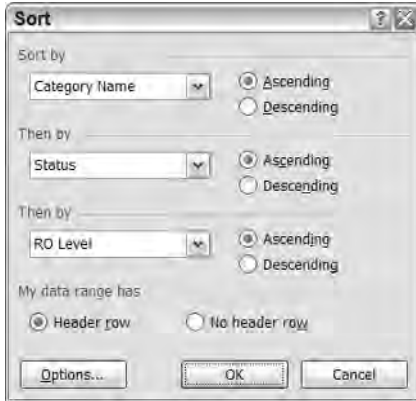 Sort
Sort by
Category Name
Ascending
Descending
Then by
Status
Ascending
Descending
Then by
RO Level
Ascending
Descending
My data range has
Header row No header row
Options... OK Cancel